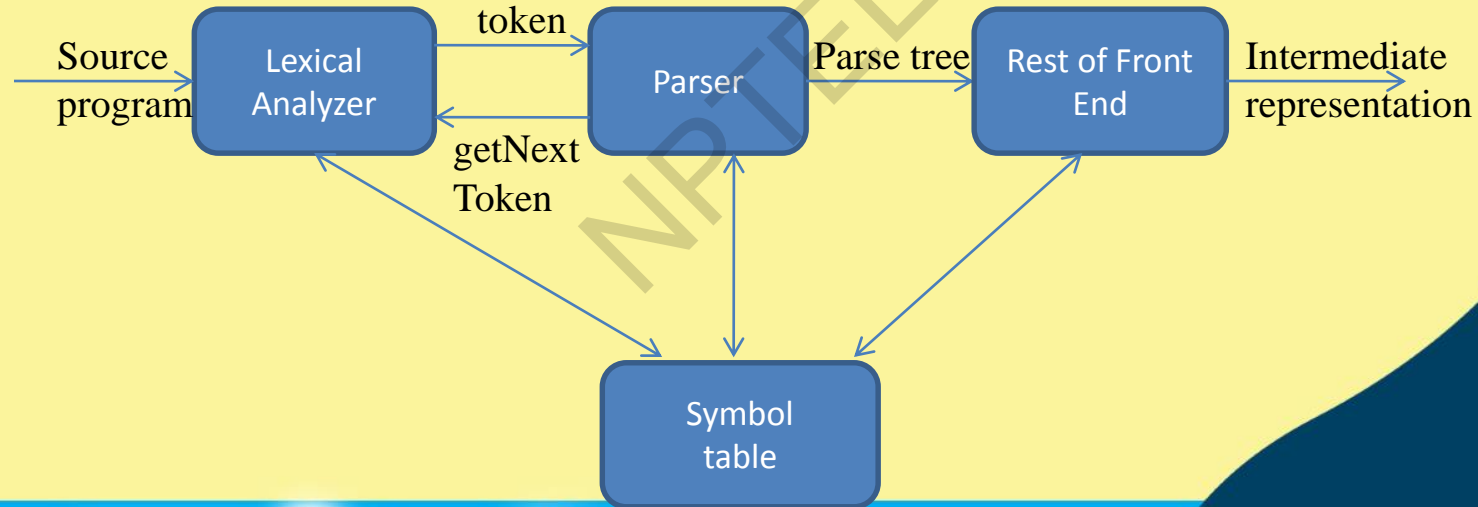 Source
program
Lexical
Analyzer
token
getNext
Token
Parser
Parse tree
Rest of Front
End
Intermediate
representation
Symbol
table
NPTEL